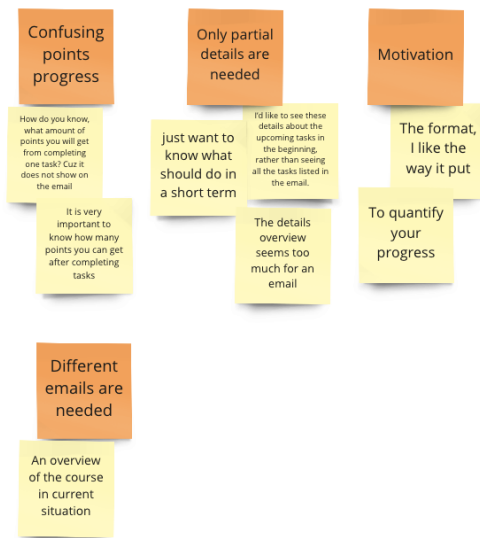 Confusing
points
progress
How do you know,
what amount of
points you will get
from completing
one task? Cuz it
does not show on
the email
It is very
important to
know how many
points you can get
after completing
tasks
Only partial
details are
needed
just want to
know what
should do in
a short term
I'd like to see these
details about the
upcoming tasks in
the beginning,
rather than seeing
all the tasks listed in
the email.
The details
overview
seems too
much for an
email
Motivation
The format,
I like the
way it put
To quantify
your
progress
Different
emails are
needed
An overview
of the course
in current
situation